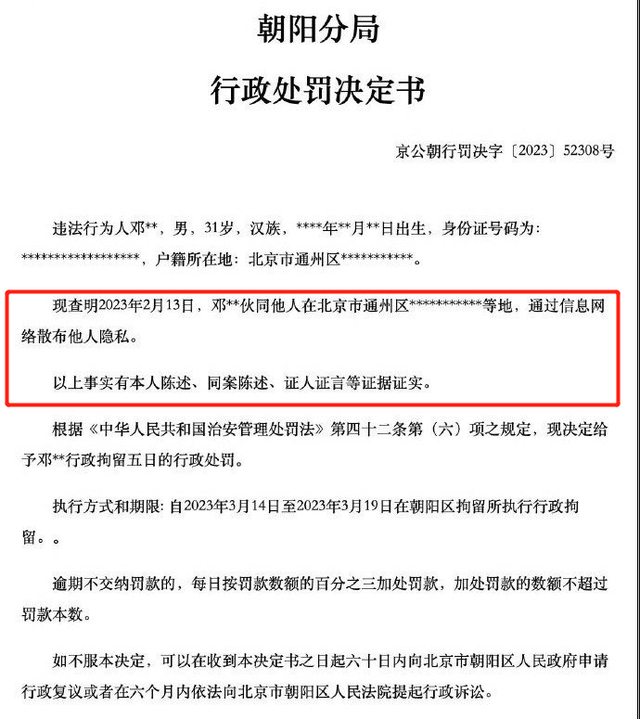 朝阳分局
行政处罚决定书
京公朝行罚决字〔2023〕52308号
违法行为人邓**，男，31岁，汉族，****年**月**日出生，身份证号码为：
******************，户籍所在地：北京市通州区***********。
现查明2023年2月13日，邓**伙同他人在北京市通州区***********等地，通过信息网
络散布他人隐私。
以上事实有本人陈述、同案陈述、证人证言等证据证实。
根据《中华人民共和国治安管理处罚法》第四十二条第（六）项之规定，现决定给
予邓**行政拘留五日的行政处罚。
执行方式和期限：自2023年3月14日至2023年3月19日在朝阳区拘留所执行行政拘
留。。
逾期不交纳罚款的，每日按罚款数额的百分之三加处罚款，加处罚款的数额不超过
罚款本数。
如不服本决定，可以在收到本决定书之日起六十日内向北京市朝阳区人民政府申请
行政复议或者在六个月内依法向北京市朝阳区人民法院提起行政诉讼。